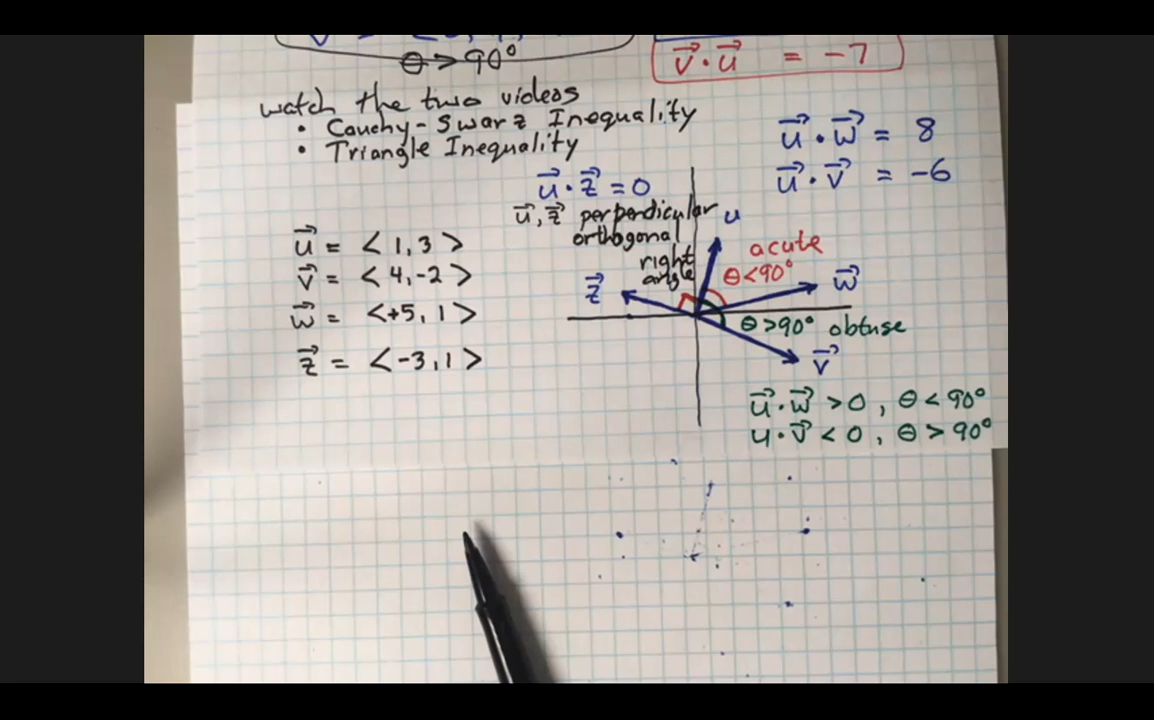 θ > 90°
v⃗ · u⃗ = -7
watch the two videos
• Cauchy-Swarz Inequality
• Triangle Inequality
u⃗ · w⃗ = 8
u⃗ · v⃗ = -6
u⃗ · z⃗ = 0
u⃗, z⃗ perpendicular
orthogonal
right
angle
u⃗ = < 1, 3 >
v⃗ = < 4, -2 >
w⃗ = <+5, 1 >
z⃗ = < -3, 1 >
u
acute
θ<90°
w⃗
z⃗
θ>90° obtuse
v⃗
u⃗ · w⃗ > 0 , θ < 90°
u · v⃗ < 0 , θ > 90°